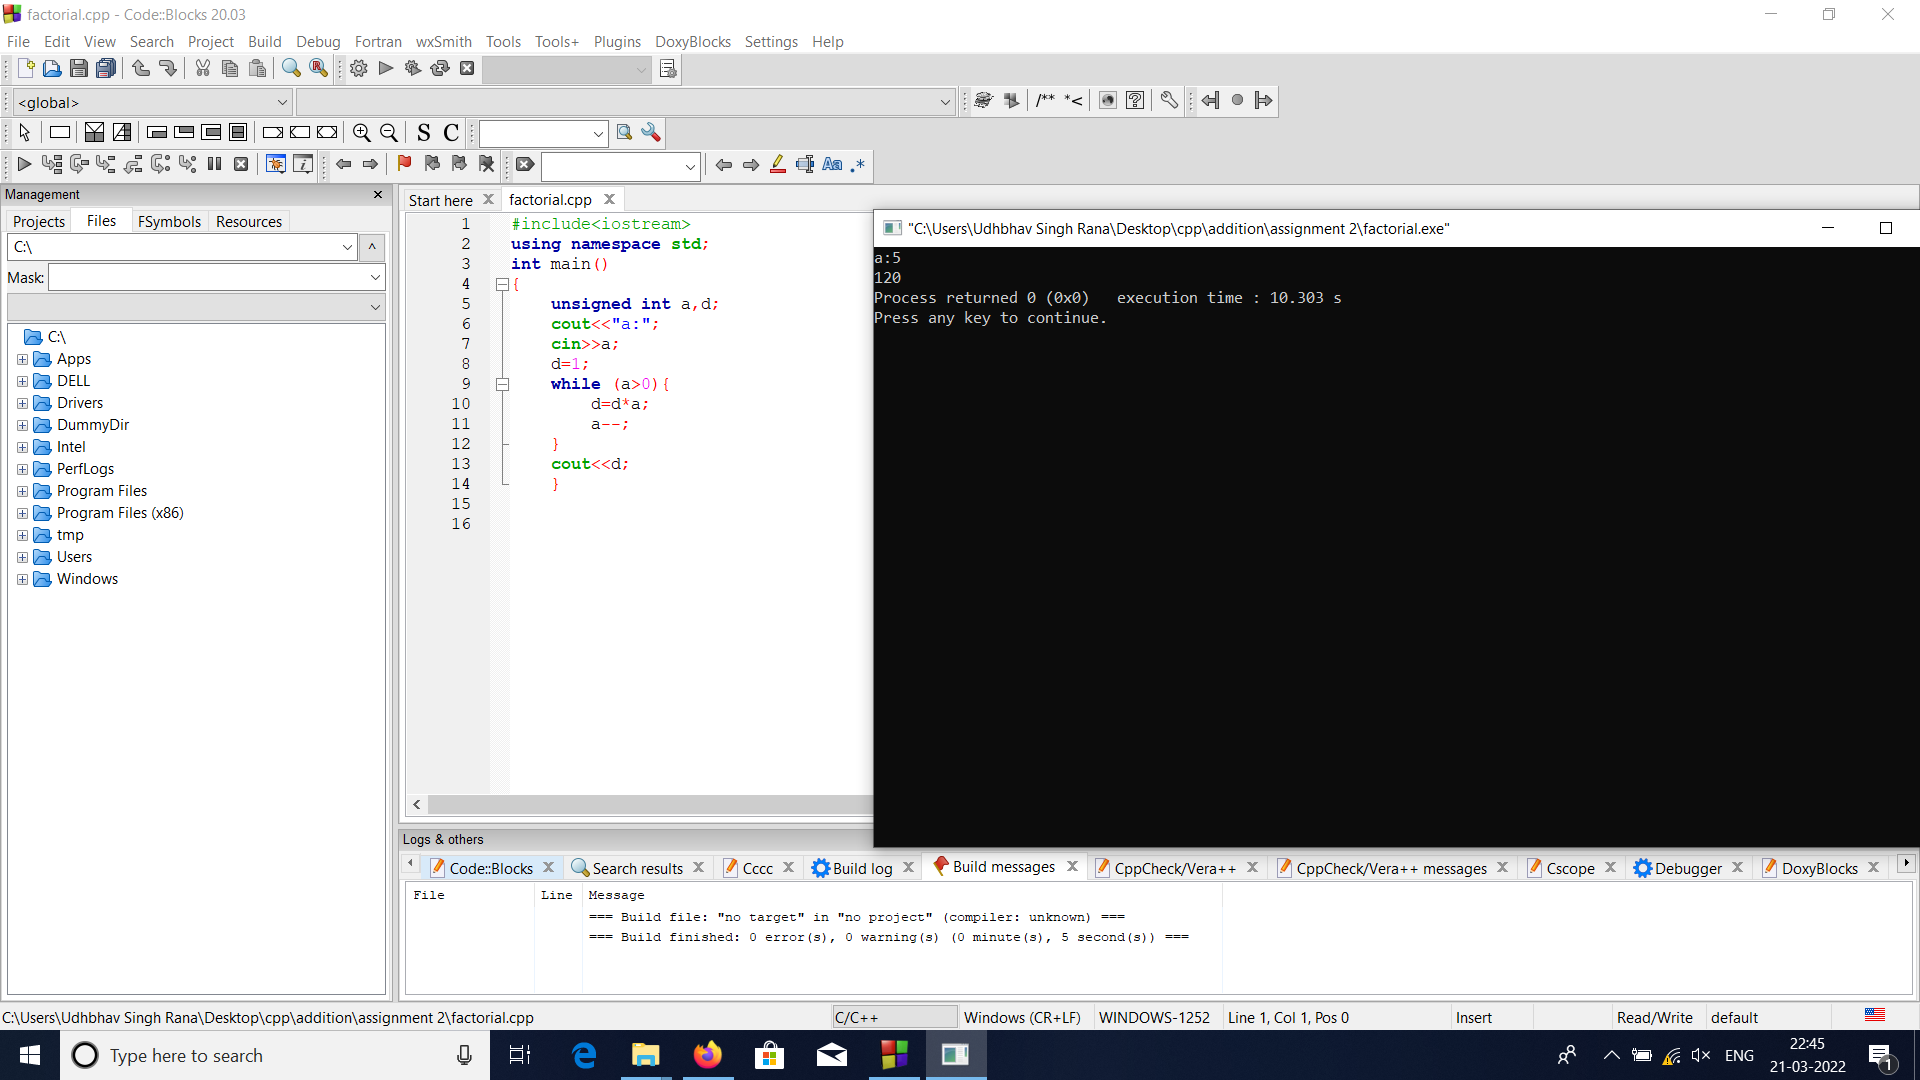 factorial.cpp - Code::Blocks 20.03
File Edit View Search Project Build Debug Fortran wxSmith Tools Tools+ Plugins DoxyBlocks Settings Help
<global>
/** *<
S C
Aa .*
Management
Projects Files FSymbols Resources
C:\
^
Mask:
C:\
Apps
DELL
Drivers
DummyDir
Intel
PerfLogs
Program Files
Program Files (x86)
tmp
Users
Windows
Start here factorial.cpp
1 #include<iostream>
2 using namespace std;
3 int main()
4 {
5 unsigned int a,d;
6 cout<<"a:";
7 cin>>a;
8 d=1;
9 while (a>0){
10 d=d*a;
11 a--;
12 }
13 cout<<d;
14 }
15
16
"C:\Users\Udhbhav Singh Rana\Desktop\cpp\addition\assignment 2\factorial.exe"
a:5
120
Process returned 0 (0x0)   execution time : 10.303 s
Press any key to continue.
Logs & others
Code::Blocks Search results Cccc Build log Build messages CppCheck/Vera++ CppCheck/Vera++ messages Cscope Debugger DoxyBlocks
File Line Message
=== Build file: "no target" in "no project" (compiler: unknown) ===
=== Build finished: 0 error(s), 0 warning(s) (0 minute(s), 5 second(s)) ===
C:\Users\Udhbhav Singh Rana\Desktop\cpp\addition\assignment 2\factorial.cpp C/C++ Windows (CR+LF) WINDOWS-1252 Line 1, Col 1, Pos 0 Insert Read/Write default
Type here to search
ENG
22:45
21-03-2022
1